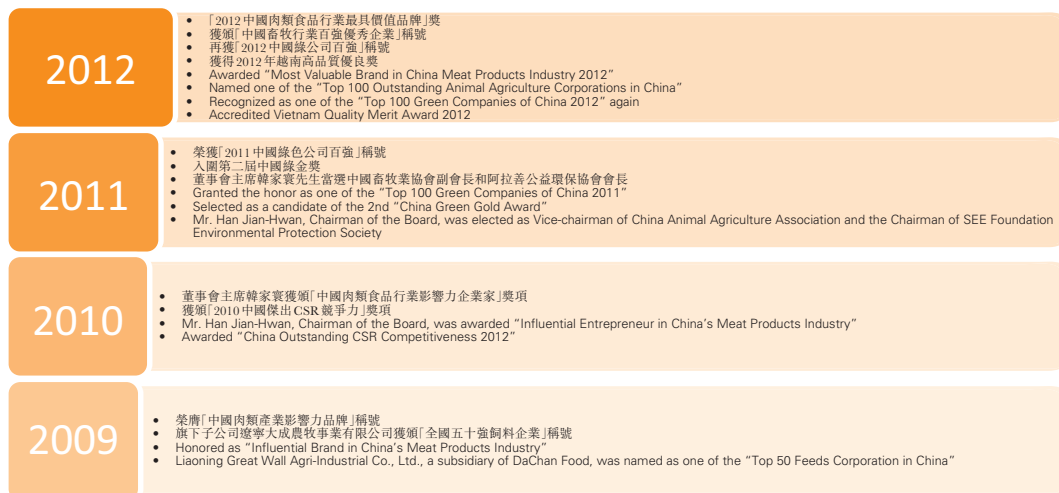 2012
• 「2012中國肉類食品行業最具價值品牌」獎
• 獲頒「中國畜牧行業百強優秀企業」稱號
• 再獲「2012中國綠公司百強」稱號
• 獲得2012年越南高品質優良獎
• Awarded “Most Valuable Brand in China Meat Products Industry 2012”
• Named one of the “Top 100 Outstanding Animal Agriculture Corporations in China”
• Recognized as one of the “Top 100 Green Companies of China 2012” again
• Accredited Vietnam Quality Merit Award 2012
2011
• 榮獲「2011中國綠色公司百強」稱號
• 入圍第二屆中國綠金獎
• 董事會主席韓家寰先生當選中國畜牧業協會副會長和阿拉善公益環保協會會長
• Granted the honor as one of the “Top 100 Green Companies of China 2011”
• Selected as a candidate of the 2nd “China Green Gold Award”
• Mr. Han Jian-Hwan, Chairman of the Board, was elected as Vice-chairman of China Animal Agriculture Association and the Chairman of SEE Foundation
Environmental Protection Society
2010
• 董事會主席韓家寰獲頒「中國肉類食品行業影響力企業家」獎項
• 獲頒「2010中國傑出CSR競爭力」獎項
• Mr. Han Jian-Hwan, Chairman of the Board, was awarded “Influential Entrepreneur in China’s Meat Products Industry”
• Awarded “China Outstanding CSR Competitiveness 2012”
2009
• 榮膺「中國肉類產業影響力品牌」稱號
• 旗下子公司遼寧大成農牧事業有限公司獲頒「全國五十強飼料企業」稱號
• Honored as “Influential Brand in China’s Meat Products Industry”
• Liaoning Great Wall Agri-Industrial Co., Ltd., a subsidiary of DaChan Food, was named as one of the “Top 50 Feeds Corporation in China”